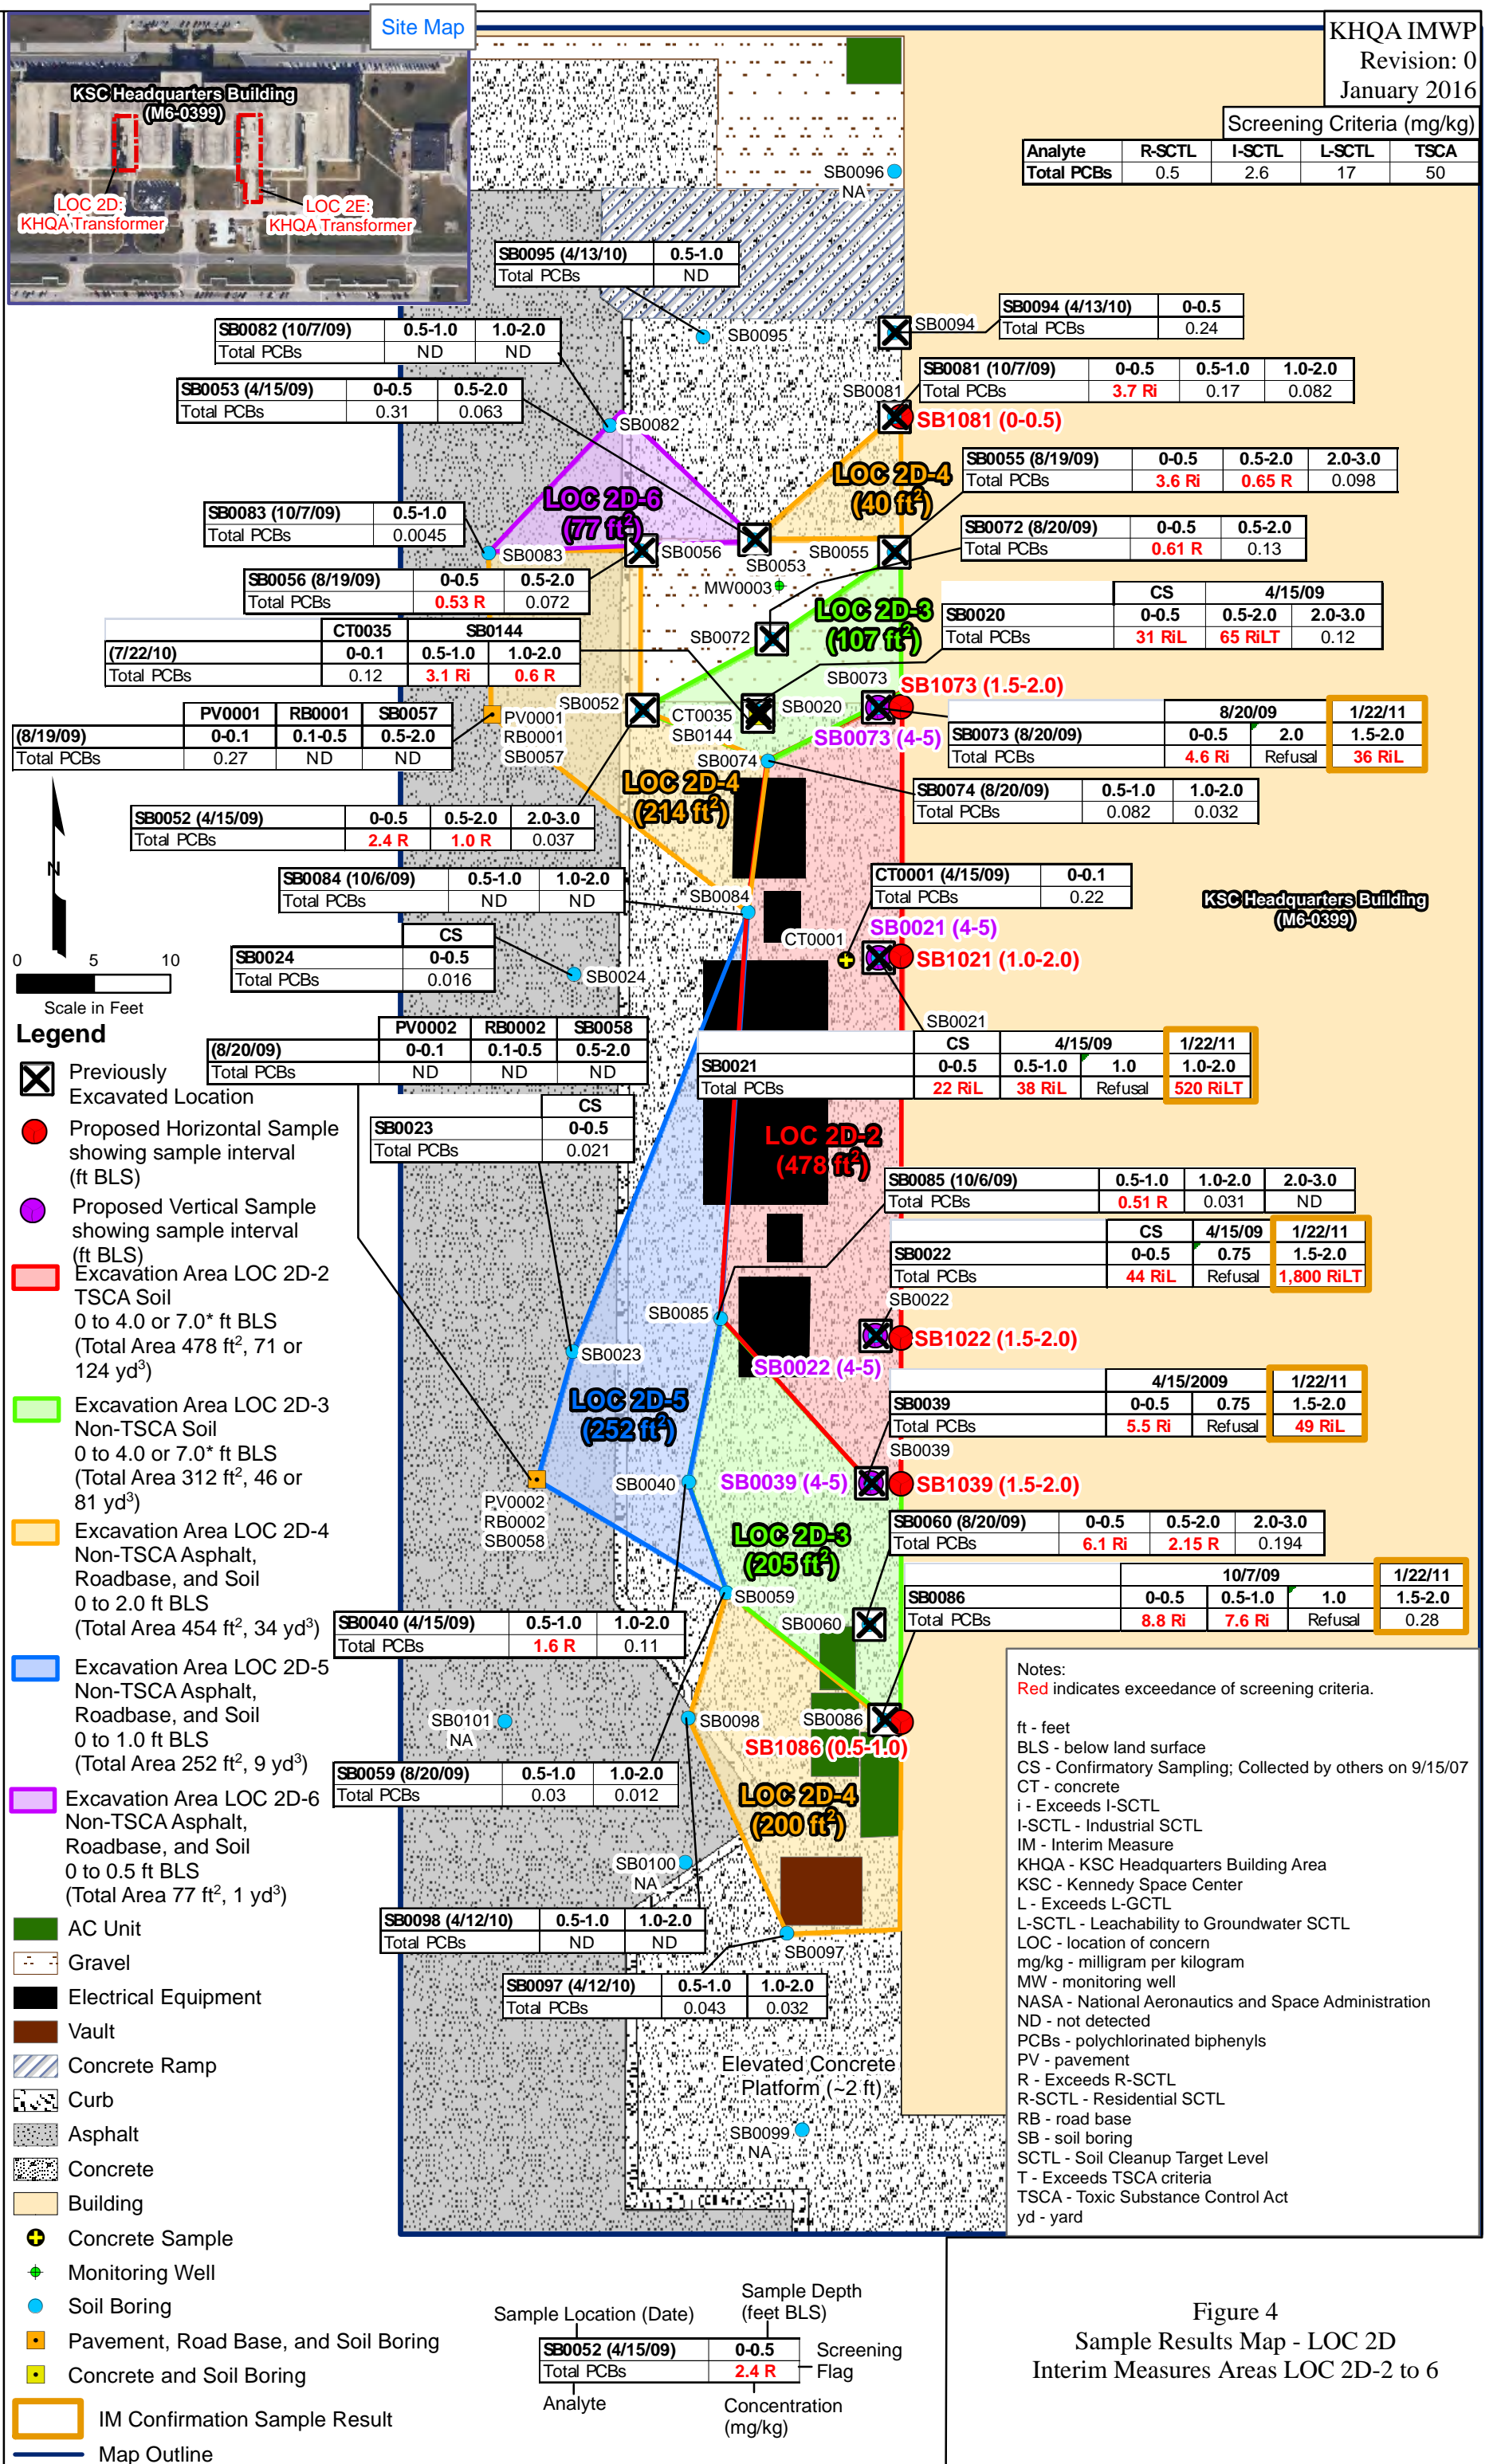 Site Map
KHQA IMWP
Revision: 0
January 2016
KSC Headquarters Building
(M6-0399)
LOC 2D:
KHQA Transformer
LOC 2E:
KHQA Transformer
Screening Criteria (mg/kg)
Analyte R-SCTL I-SCTL L-SCTL TSCA
Total PCBs 0.5 2.6 17 50
SB0096
NA
SB0095 (4/13/10) 0.5-1.0
Total PCBs ND
SB0094 (4/13/10) 0-0.5
Total PCBs 0.24
SB0094
SB0095
SB0082 (10/7/09) 0.5-1.0 1.0-2.0
Total PCBs ND ND
SB0081 (10/7/09) 0-0.5 0.5-1.0 1.0-2.0
Total PCBs 3.7 Ri 0.17 0.082
SB0053 (4/15/09) 0-0.5 0.5-2.0
Total PCBs 0.31 0.063
SB0081
SB1081 (0-0.5)
SB0082
SB0055 (8/19/09) 0-0.5 0.5-2.0 2.0-3.0
Total PCBs 3.6 Ri 0.65 R 0.098
LOC 2D-4
(40 ft2)
LOC 2D-6
(77 ft2)
SB0083 (10/7/09) 0.5-1.0
Total PCBs 0.0045
SB0072 (8/20/09) 0-0.5 0.5-2.0
Total PCBs 0.61 R 0.13
SB0083
SB0056
SB0053
SB0055
SB0056 (8/19/09) 0-0.5 0.5-2.0
Total PCBs 0.53 R 0.072
MW0003
CS 4/15/09
SB0020 0-0.5 0.5-2.0 2.0-3.0
Total PCBs 31 RiL 65 RiLT 0.12
LOC 2D-3
(107 ft2)
SB0072
CT0035 SB0144
(7/22/10) 0-0.1 0.5-1.0 1.0-2.0
Total PCBs 0.12 3.1 Ri 0.6 R
SB0073
SB1073 (1.5-2.0)
SB0052
CT0035
SB0144
SB0020
SB0073 (4-5)
PV0001 RB0001 SB0057
(8/19/09) 0-0.1 0.1-0.5 0.5-2.0
Total PCBs 0.27 ND ND
PV0001
RB0001
SB0057
8/20/09 1/22/11
SB0073 (8/20/09) 0-0.5 2.0 1.5-2.0
Total PCBs 4.6 Ri Refusal 36 RiL
SB0074
LOC 2D-4
(214 ft2)
SB0074 (8/20/09) 0.5-1.0 1.0-2.0
Total PCBs 0.082 0.032
SB0052 (4/15/09) 0-0.5 0.5-2.0 2.0-3.0
Total PCBs 2.4 R 1.0 R 0.037
N
SB0084 (10/6/09) 0.5-1.0 1.0-2.0
Total PCBs ND ND
SB0084
CT0001 (4/15/09) 0-0.1
Total PCBs 0.22
KSC Headquarters Building
(M6-0399)
CT0001
SB0021 (4-5)
SB1021 (1.0-2.0)
CS
SB0024 0-0.5
Total PCBs 0.016
SB0024
0 5 10
Scale in Feet
SB0021
PV0002 RB0002 SB0058
(8/20/09) 0-0.1 0.1-0.5 0.5-2.0
Total PCBs ND ND ND
CS 4/15/09 1/22/11
SB0021 0-0.5 0.5-1.0 1.0 1.0-2.0
Total PCBs 22 RiL 38 RiL Refusal 520 RiLT
CS
SB0023 0-0.5
Total PCBs 0.021
LOC 2D-2
(478 ft2)
SB0085 (10/6/09) 0.5-1.0 1.0-2.0 2.0-3.0
Total PCBs 0.51 R 0.031 ND
CS 4/15/09 1/22/11
SB0022 0-0.5 0.75 1.5-2.0
Total PCBs 44 RiL Refusal 1,800 RiLT
SB0022
SB0085
SB1022 (1.5-2.0)
SB0022 (4-5)
SB0023
LOC 2D-5
(252 ft2)
4/15/2009 1/22/11
SB0039 0-0.5 0.75 1.5-2.0
Total PCBs 5.5 Ri Refusal 49 RiL
SB0039
SB0040
SB0039 (4-5)
SB1039 (1.5-2.0)
PV0002
RB0002
SB0058
LOC 2D-3
(205 ft2)
SB0060 (8/20/09) 0-0.5 0.5-2.0 2.0-3.0
Total PCBs 6.1 Ri 2.15 R 0.194
SB0059
SB0060
10/7/09 1/22/11
SB0086 0-0.5 0.5-1.0 1.0 1.5-2.0
Total PCBs 8.8 Ri 7.6 Ri Refusal 0.28
SB0040 (4/15/09) 0.5-1.0 1.0-2.0
Total PCBs 1.6 R 0.11
SB0101
NA
SB0098
SB0086
SB1086 (0.5-1.0)
SB0059 (8/20/09) 0.5-1.0 1.0-2.0
Total PCBs 0.03 0.012
LOC 2D-4
(200 ft2)
SB0100
NA
SB0098 (4/12/10) 0.5-1.0 1.0-2.0
Total PCBs ND ND
SB0097
SB0097 (4/12/10) 0.5-1.0 1.0-2.0
Total PCBs 0.043 0.032
Elevated Concrete
Platform (~2 ft)
SB0099
NA
Legend
Previously
Excavated Location
Proposed Horizontal Sample
showing sample interval
(ft BLS)
Proposed Vertical Sample
showing sample interval
(ft BLS)
Excavation Area LOC 2D-2
TSCA Soil
0 to 4.0 or 7.0* ft BLS
(Total Area 478 ft2, 71 or
124 yd3)
Excavation Area LOC 2D-3
Non-TSCA Soil
0 to 4.0 or 7.0* ft BLS
(Total Area 312 ft2, 46 or
81 yd3)
Excavation Area LOC 2D-4
Non-TSCA Asphalt,
Roadbase, and Soil
0 to 2.0 ft BLS
(Total Area 454 ft2, 34 yd3)
Excavation Area LOC 2D-5
Non-TSCA Asphalt,
Roadbase, and Soil
0 to 1.0 ft BLS
(Total Area 252 ft2, 9 yd3)
Excavation Area LOC 2D-6
Non-TSCA Asphalt,
Roadbase, and Soil
0 to 0.5 ft BLS
(Total Area 77 ft2, 1 yd3)
AC Unit
Gravel
Electrical Equipment
Vault
Concrete Ramp
Curb
Asphalt
Concrete
Building
Concrete Sample
Monitoring Well
Soil Boring
Pavement, Road Base, and Soil Boring
Concrete and Soil Boring
IM Confirmation Sample Result
Map Outline
Notes:
Red indicates exceedance of screening criteria.
ft - feet
BLS - below land surface
CS - Confirmatory Sampling; Collected by others on 9/15/07
CT - concrete
i - Exceeds I-SCTL
I-SCTL - Industrial SCTL
IM - Interim Measure
KHQA - KSC Headquarters Building Area
KSC - Kennedy Space Center
L - Exceeds L-GCTL
L-SCTL - Leachability to Groundwater SCTL
LOC - location of concern
mg/kg - milligram per kilogram
MW - monitoring well
NASA - National Aeronautics and Space Administration
ND - not detected
PCBs - polychlorinated biphenyls
PV - pavement
R - Exceeds R-SCTL
R-SCTL - Residential SCTL
RB - road base
SB - soil boring
SCTL - Soil Cleanup Target Level
T - Exceeds TSCA criteria
TSCA - Toxic Substance Control Act
yd - yard
Sample Location (Date)
Sample Depth
(feet BLS)
SB0052 (4/15/09) 0-0.5
Total PCBs 2.4 R
Screening
Flag
Analyte
Concentration
(mg/kg)
Figure 4
Sample Results Map - LOC 2D
Interim Measures Areas LOC 2D-2 to 6